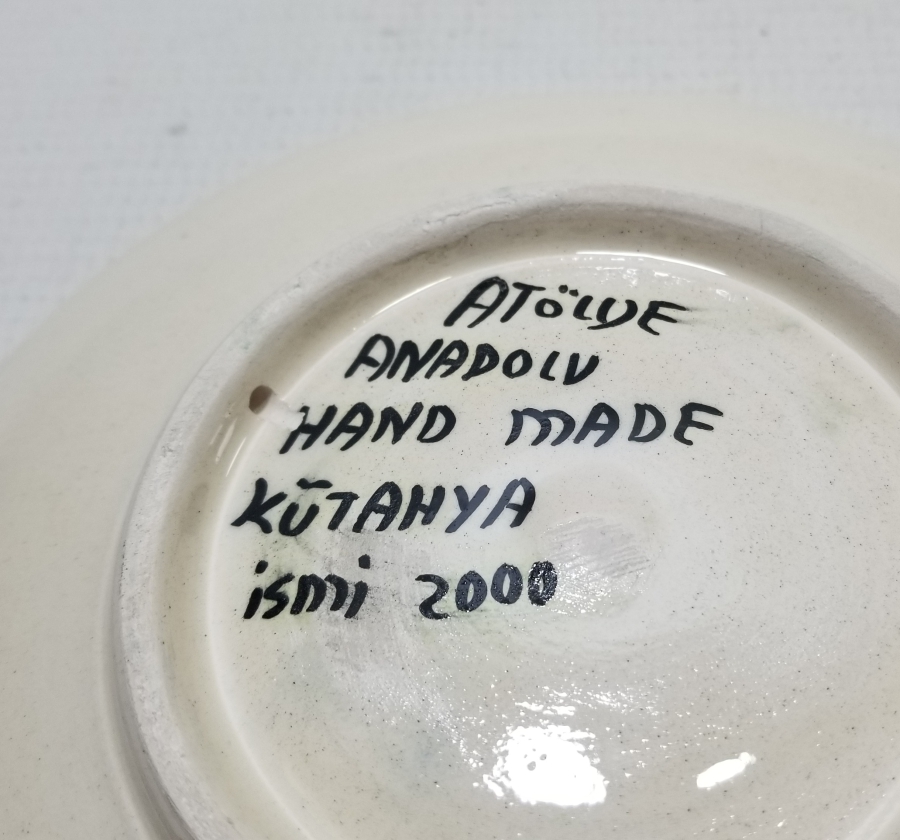 ATöLYE
ANADOLU
HAND MADE
KÜTAHYA
ismi 2000